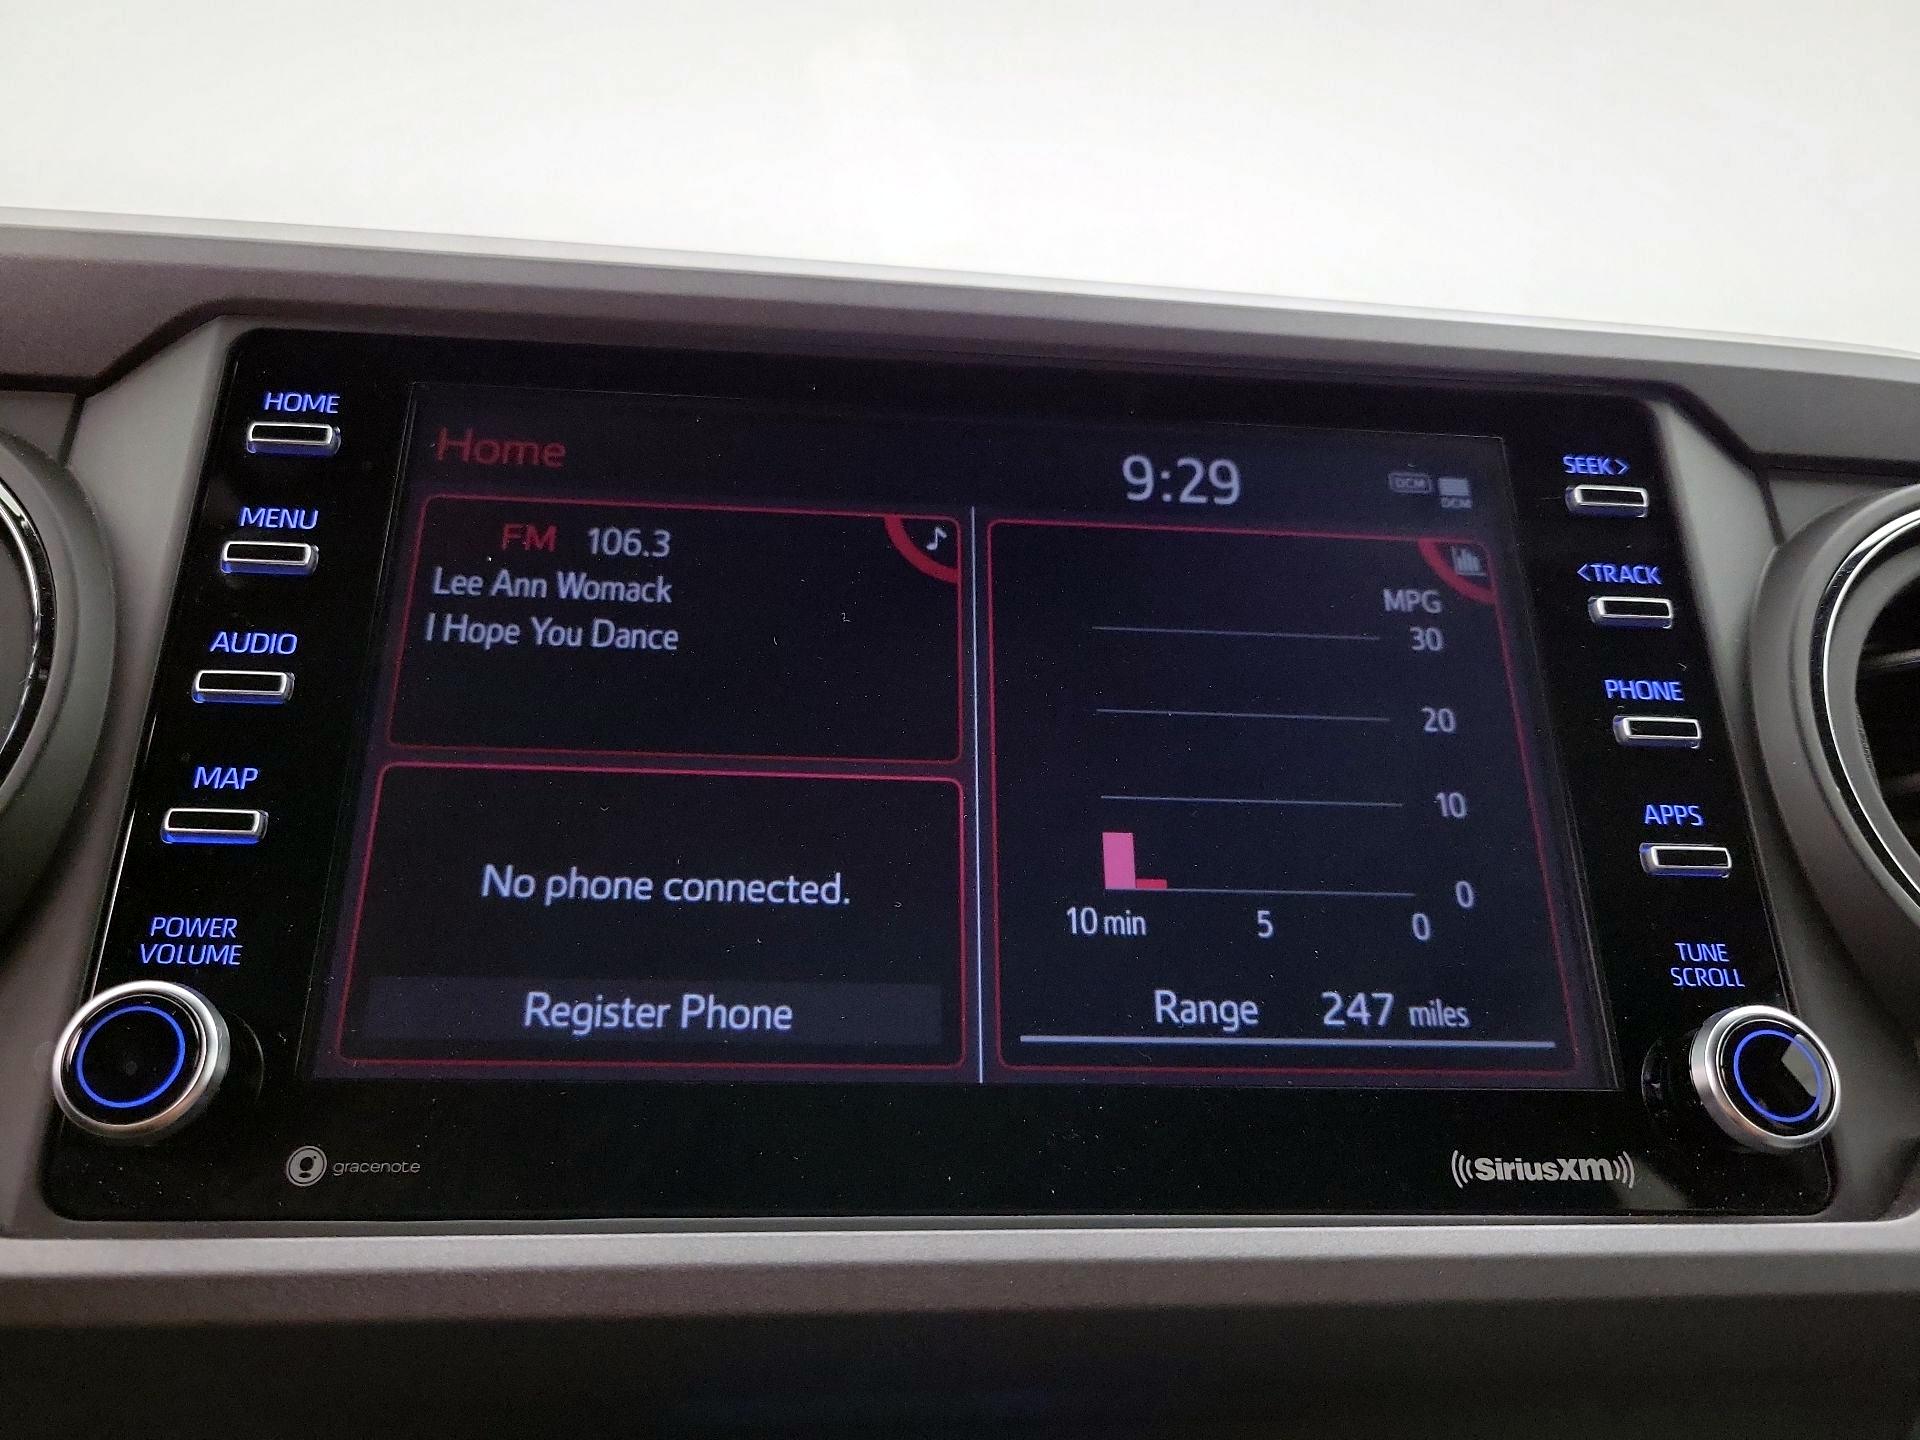 HOME
MENU
AUDIO
MAP
POWER
VOLUME
Home
9:29
DCM
DCM
FM 106.3
Lee Ann Womack
I Hope You Dance
No phone connected.
Register Phone
MPG
30
20
10
0
10 min 5 0
Range 247 miles
SEEK>
<TRACK
PHONE
APPS
TUNE
SCROLL
gracenote
SiriusXM